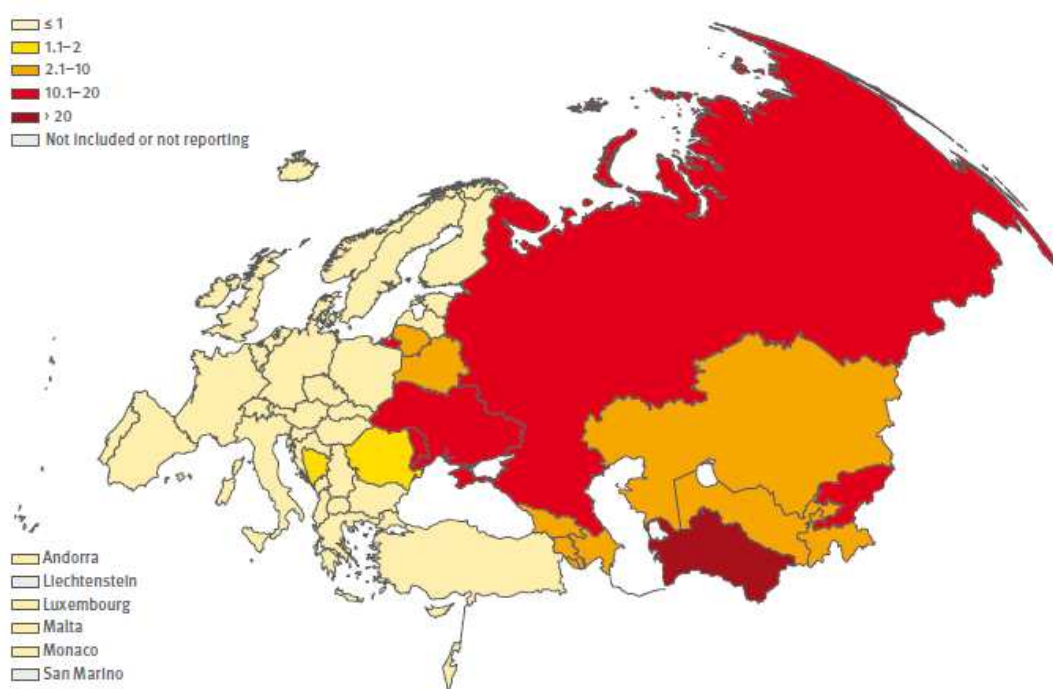 ≤ 1
1.1–2
2.1–10
10.1–20
> 20
Not included or not reporting
Andorra
Liechtenstein
Luxembourg
Malta
Monaco
San Marino